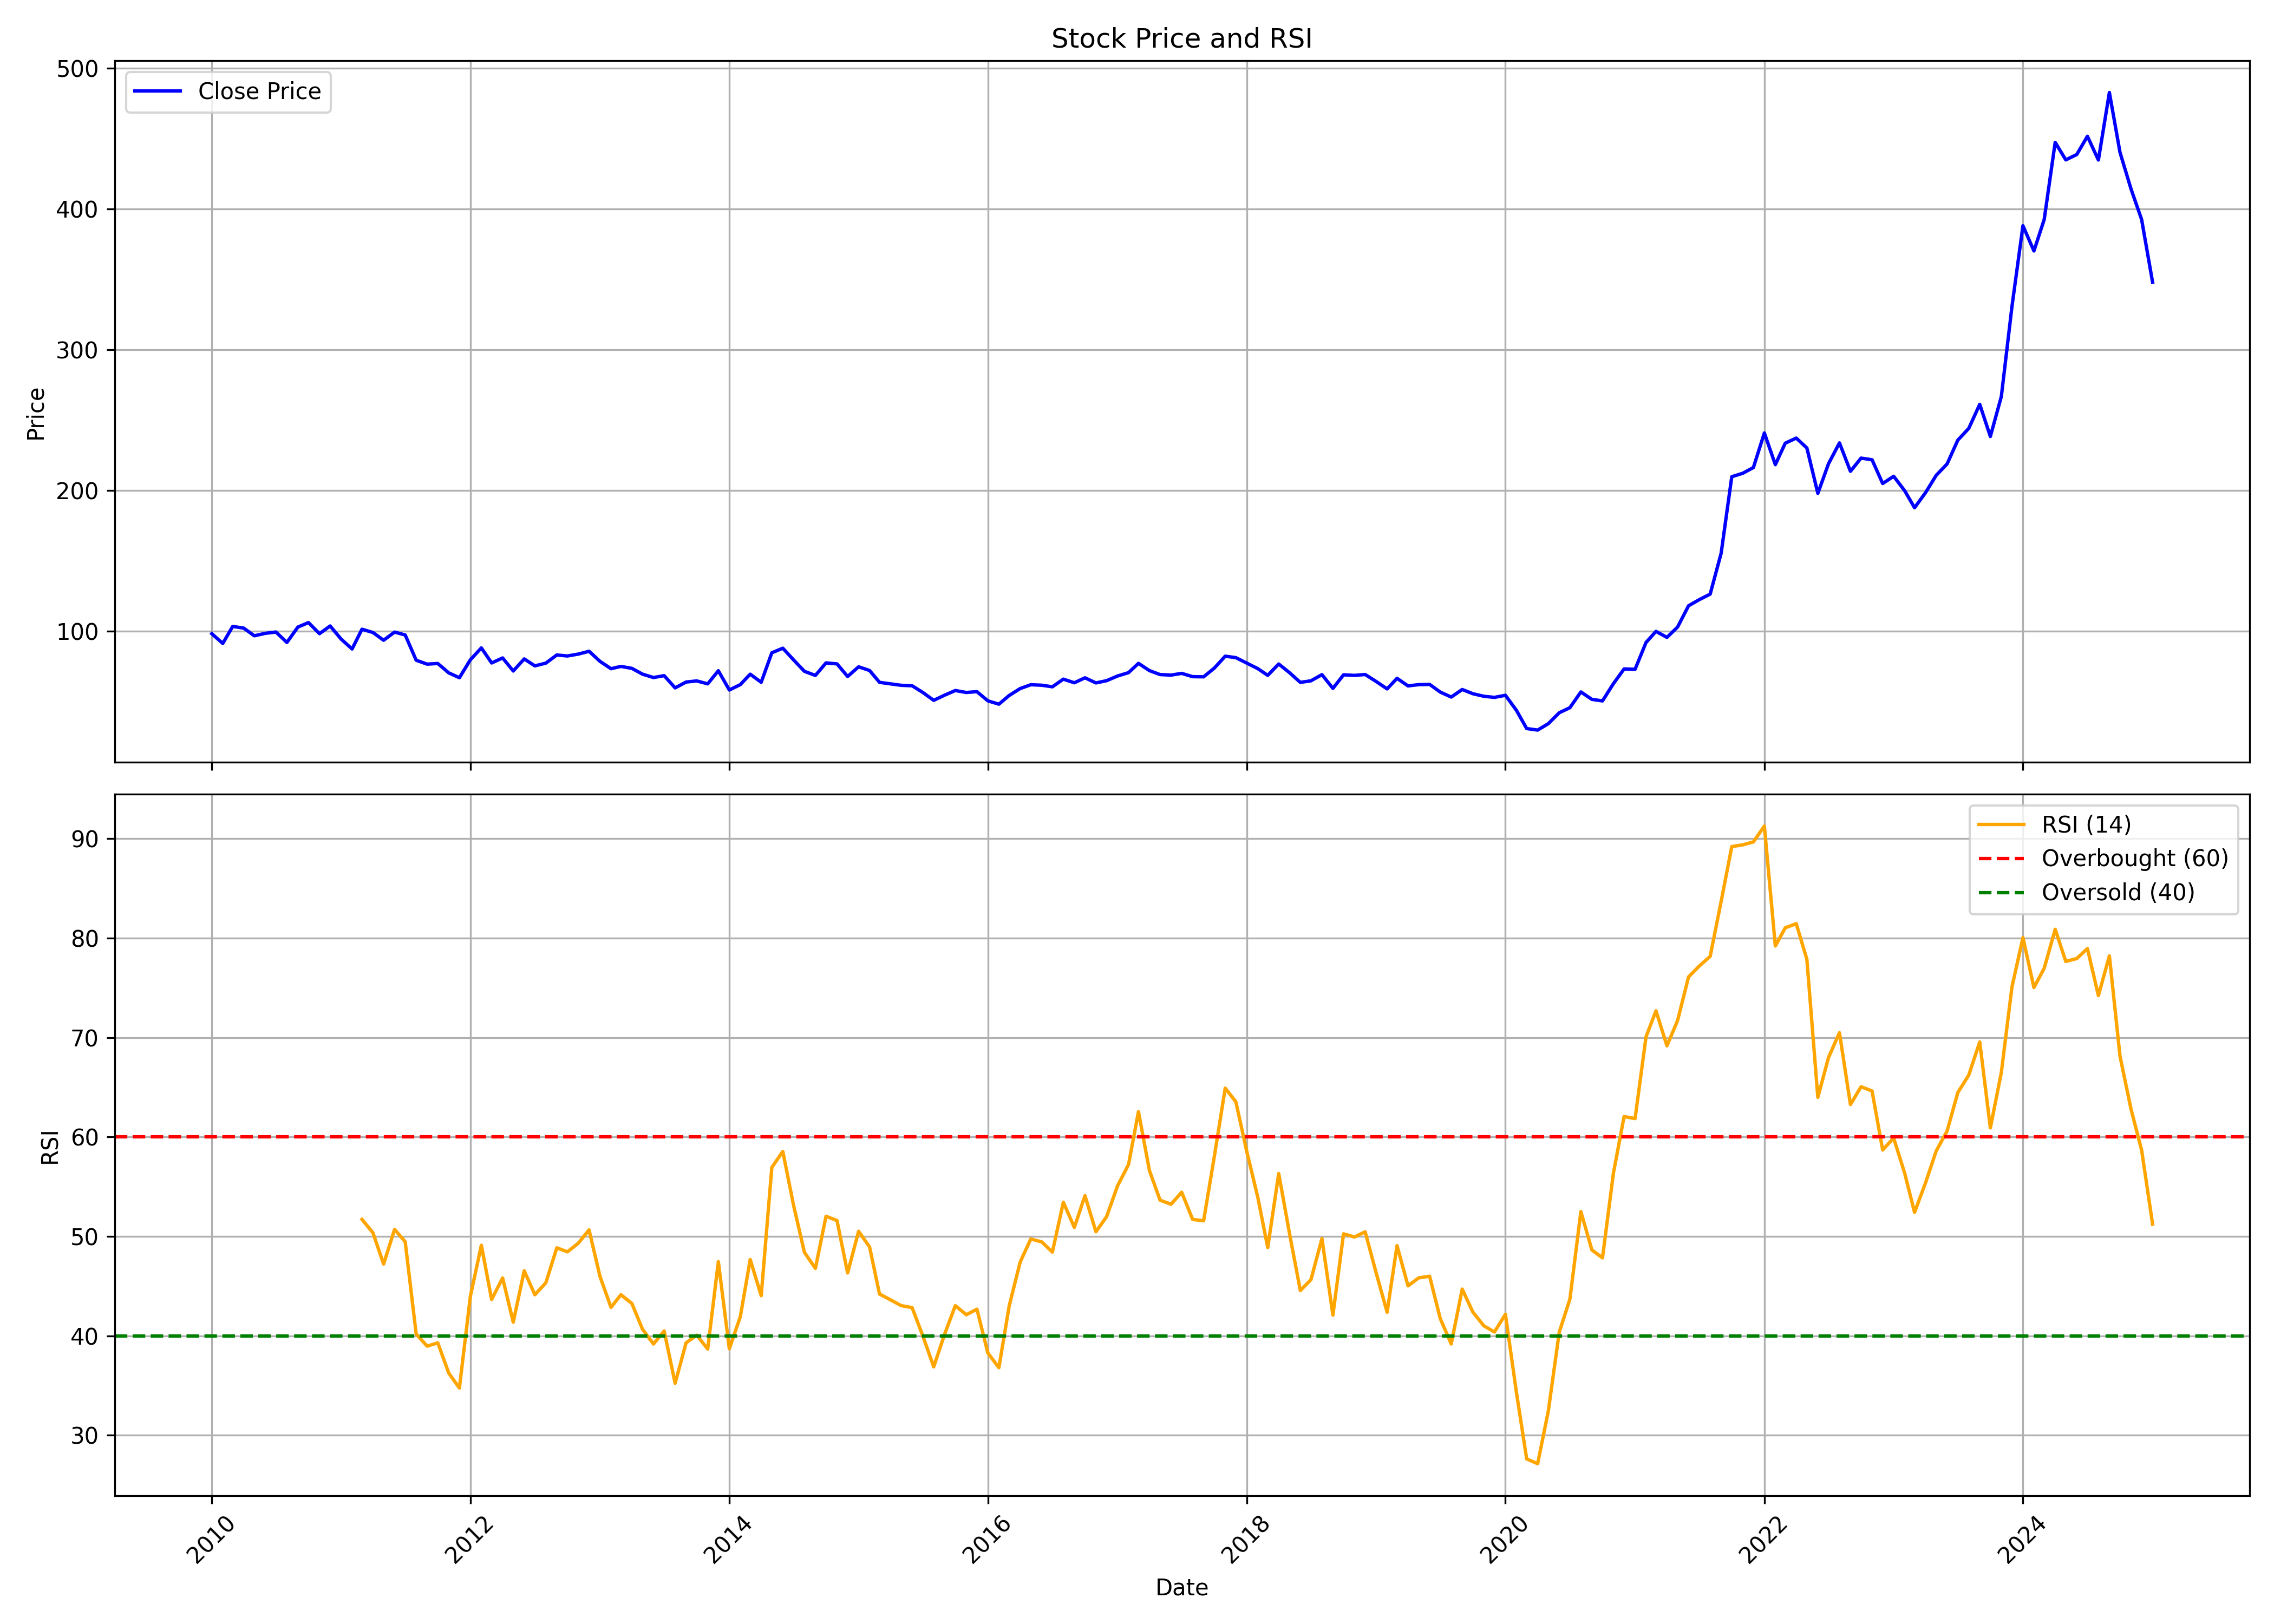 Stock Price and RSI
500
400
300
200
100
Price
Close Price
90
80
70
60
50
40
30
RSI
RSI (14)
Overbought (60)
Oversold (40)
2010
2012
2014
2016
2018
2020
2022
2024
Date